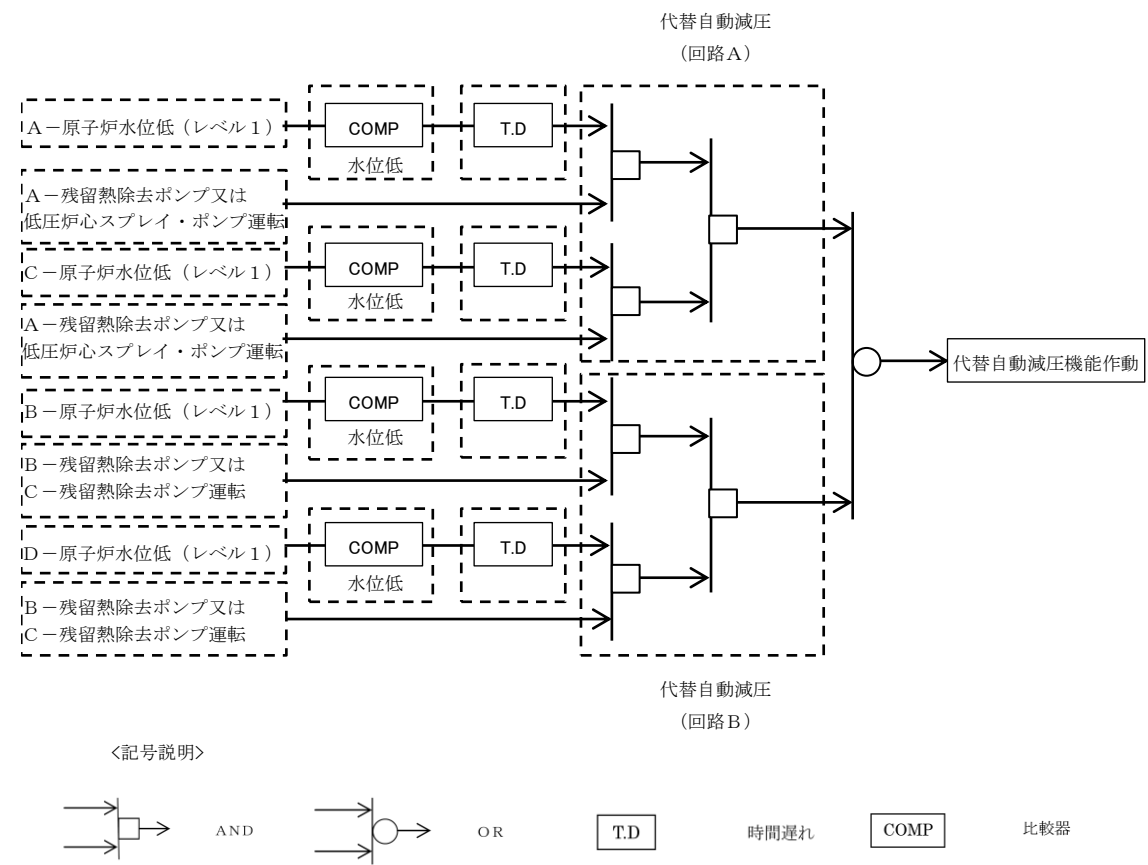 代替自動減圧
（回路Ａ）
Ａ－原子炉水位低（レベル１）
COMP
T.D
水位低
Ａ－残留熱除去ポンプ又は
低圧炉心スプレイ・ポンプ運転
Ｃ－原子炉水位低（レベル１）
COMP
T.D
水位低
Ａ－残留熱除去ポンプ又は
低圧炉心スプレイ・ポンプ運転
代替自動減圧機能作動
Ｂ－原子炉水位低（レベル１）
COMP
T.D
水位低
Ｂ－残留熱除去ポンプ又は
Ｃ－残留熱除去ポンプ運転
Ｄ－原子炉水位低（レベル１）
COMP
T.D
水位低
Ｂ－残留熱除去ポンプ又は
Ｃ－残留熱除去ポンプ運転
代替自動減圧
（回路Ｂ）
<記号説明>
AND
OR
T.D
時間遅れ
COMP
比較器